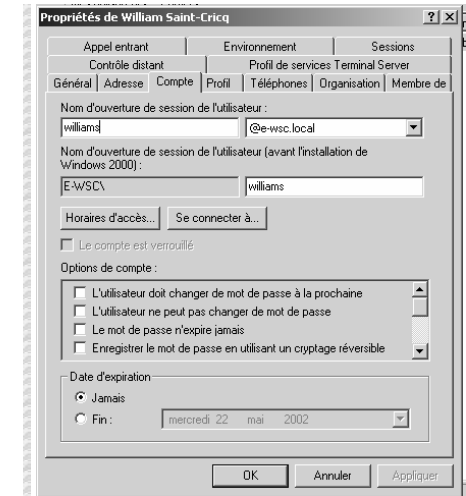 Propriétés de William Saint-Cricq
Appel entrant Environnement Sessions
Contrôle distant Profil de services Terminal Server
Général Adresse Compte Profil Téléphones Organisation Membre de
Nom d'ouverture de session de l'utilisateur :
williams @e-wsc.local
Nom d'ouverture de session de l'utilisateur (avant l'installation de
Windows 2000) :
E-WSC\ williams
Horaires d'accès... Se connecter à...
Le compte est verrouillé
Options de compte :
L'utilisateur doit changer de mot de passe à la prochaine
L'utilisateur ne peut pas changer de mot de passe
Le mot de passe n'expire jamais
Enregistrer le mot de passe en utilisant un cryptage réversible
Date d'expiration
Jamais
Fin : mercredi 22 mai 2002
OK Annuler Appliquer